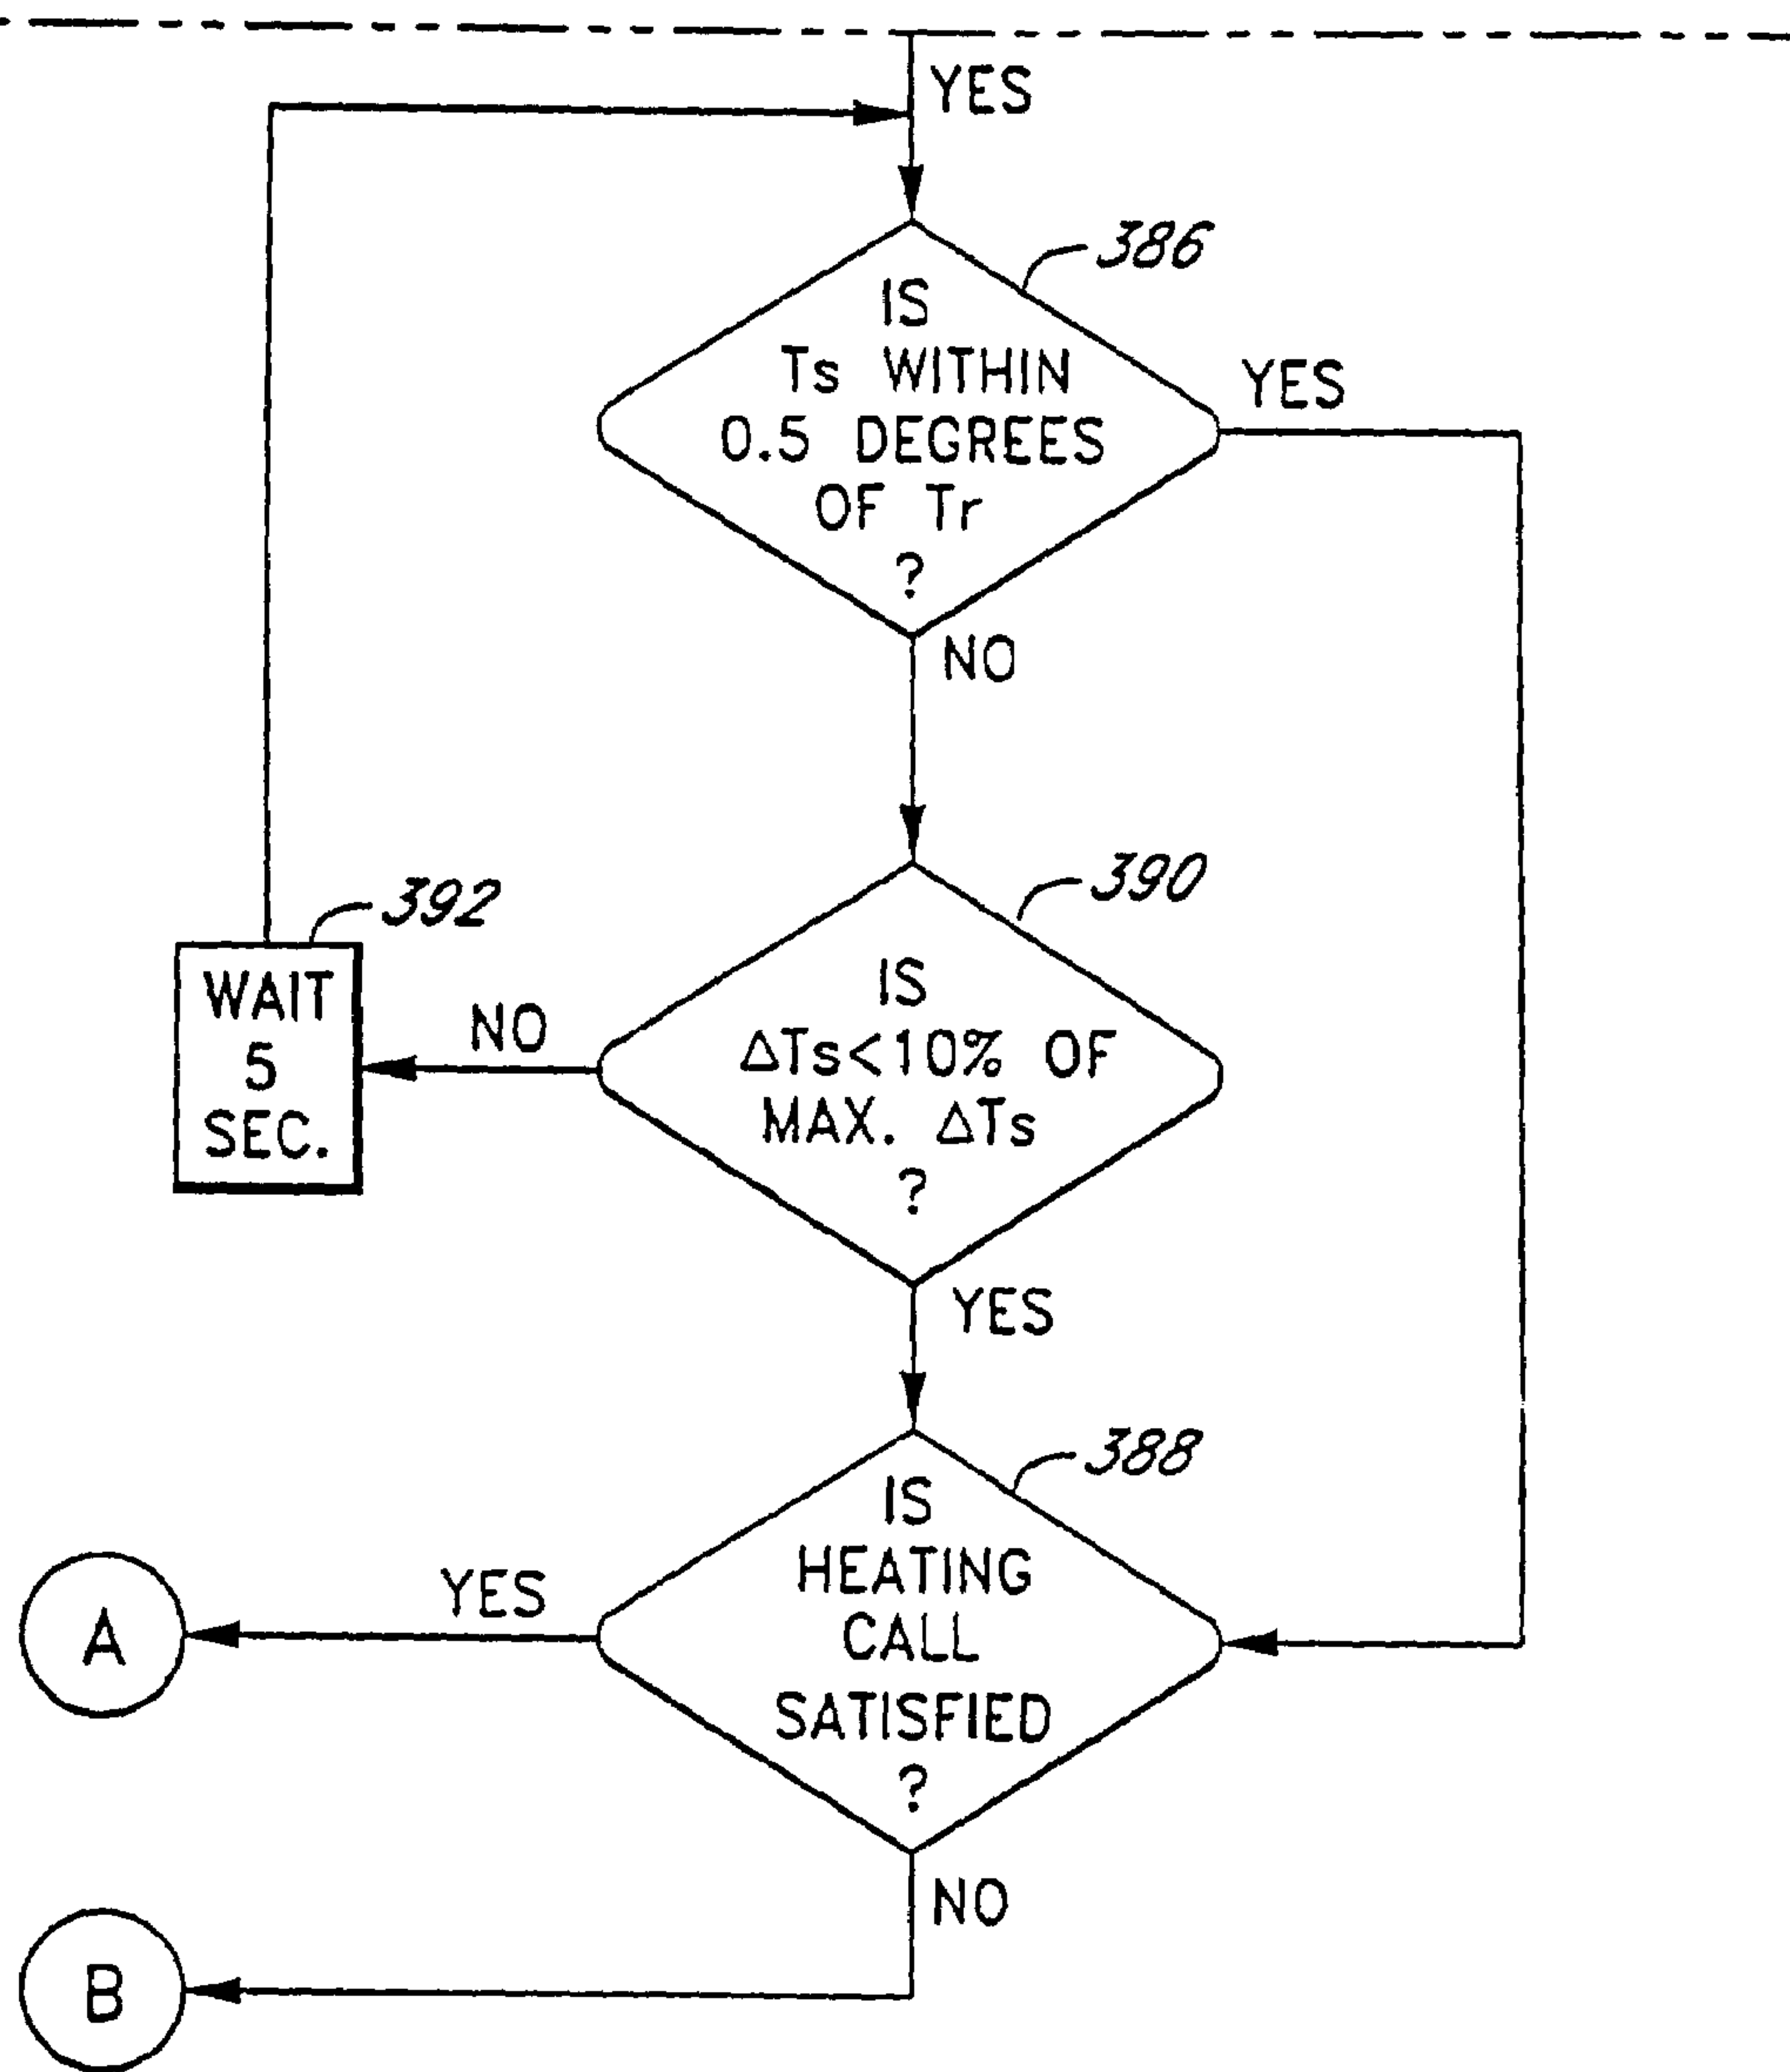 YES
386
IS
Ts WITHIN
0.5 DEGREES
OF Tr
?
YES
NO
390
392
WAIT
5
SEC.
NO
IS
ΔTs<10% OF
MAX. ΔTs
?
YES
388
IS
HEATING
CALL
SATISFIED
?
YES
A
NO
B